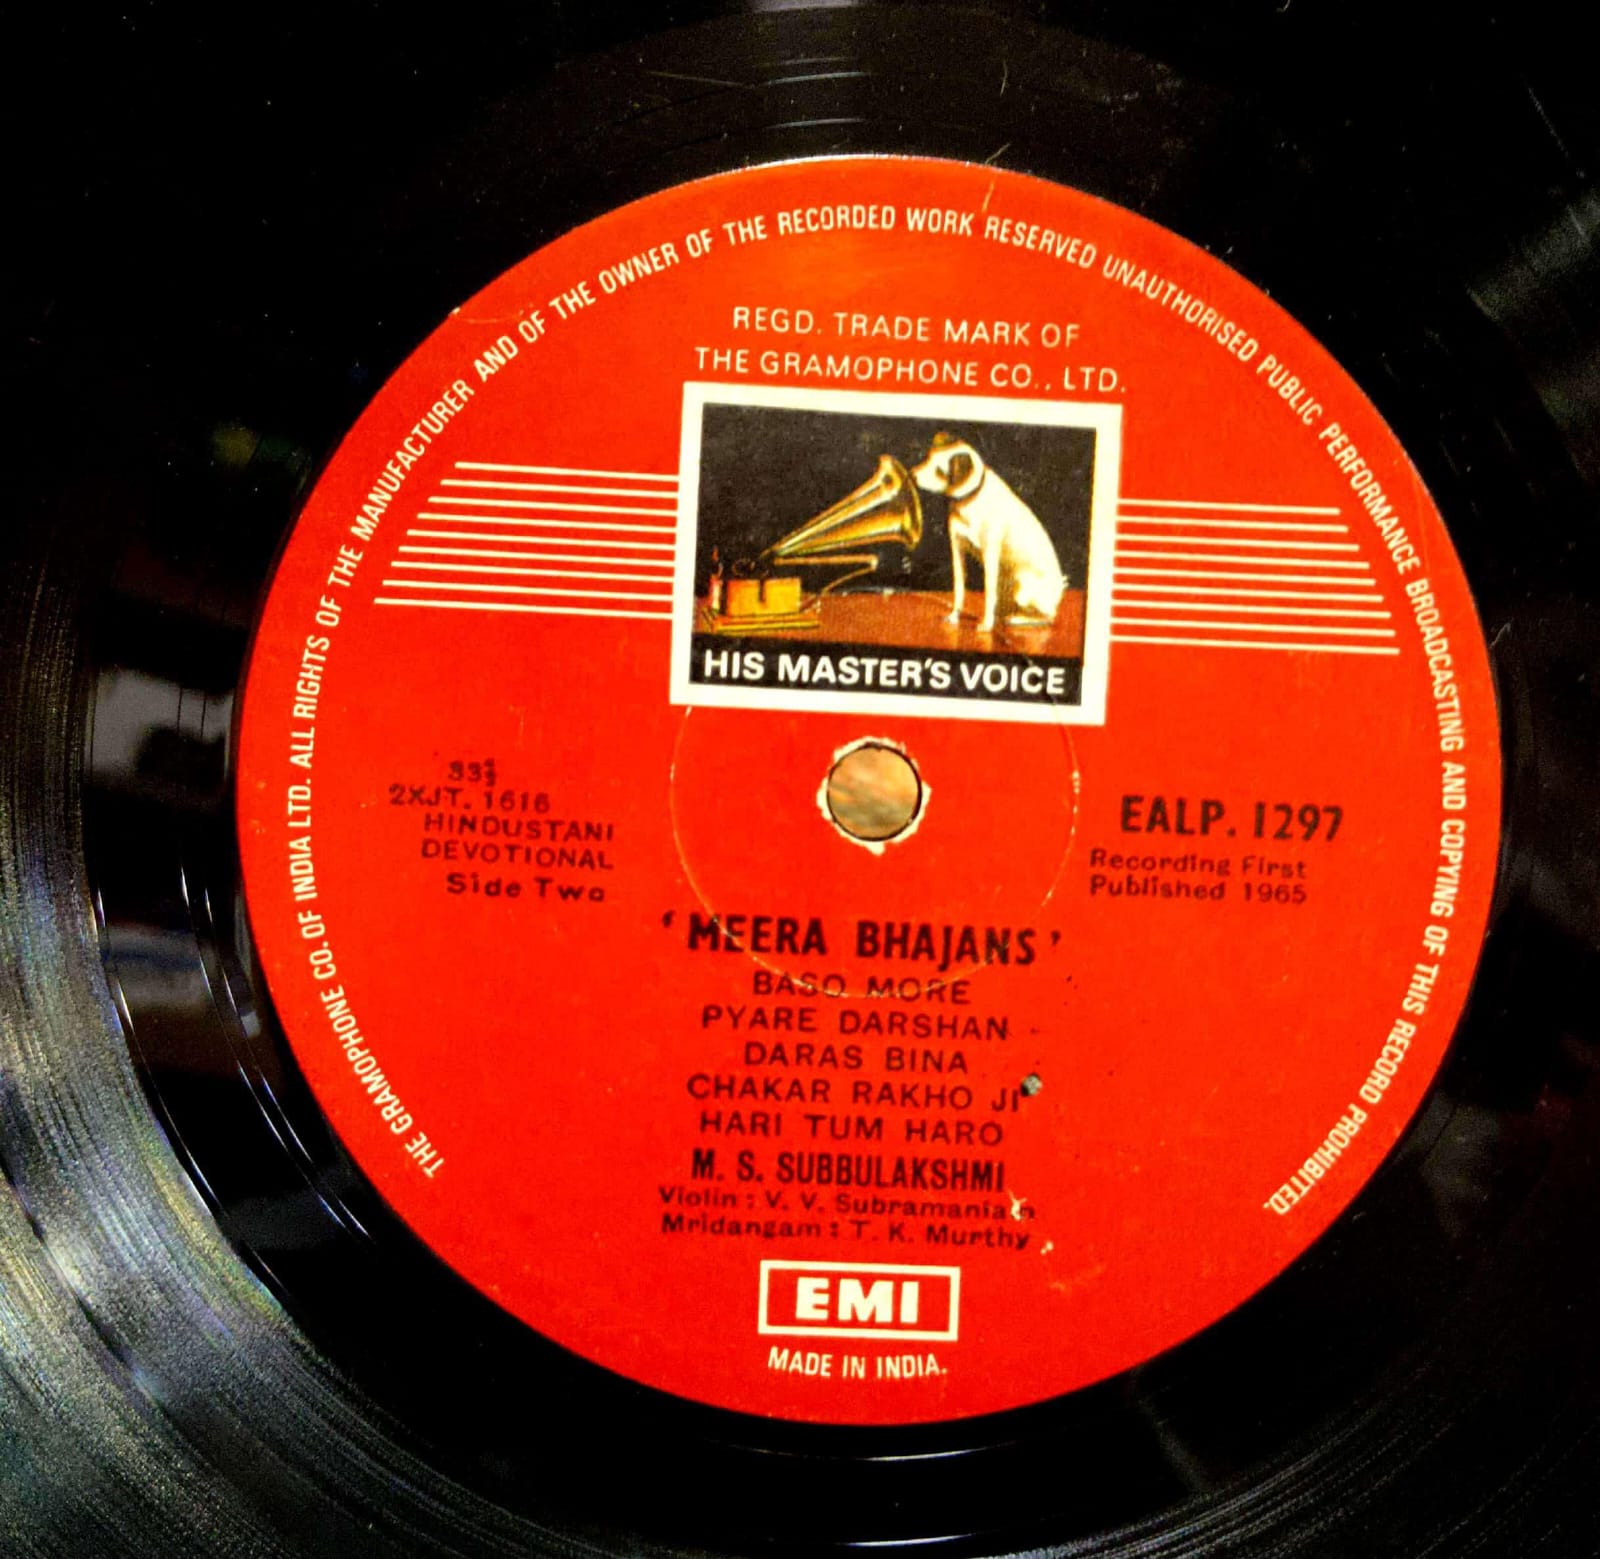 THE GRAMOPHONE CO. OF INDIA LTD. ALL RIGHTS OF THE MANUFACTURER AND OF THE OWNER OF THE RECORDED WORK RESERVED UNAUTHORISED PUBLIC PERFORMANCE BROADCASTING AND COPYING OF THIS RECORD PROHIBITED.
REGD. TRADE MARK OF
THE GRAMOPHONE CO., LTD.
HIS MASTER'S VOICE
33⅓
2XJT. 1616
HINDUSTANI
DEVOTIONAL
Side Two
EALP. 1297
Recording First
Published 1965
'MEERA BHAJANS'
BASO MORE
PYARE DARSHAN
DARAS BINA
CHAKAR RAKHO JI
HARI TUM HARO
M. S. SUBBULAKSHMI
Violin : V. V. Subramaniam
Mridangam : T. K. Murthy
EMI
MADE IN INDIA.